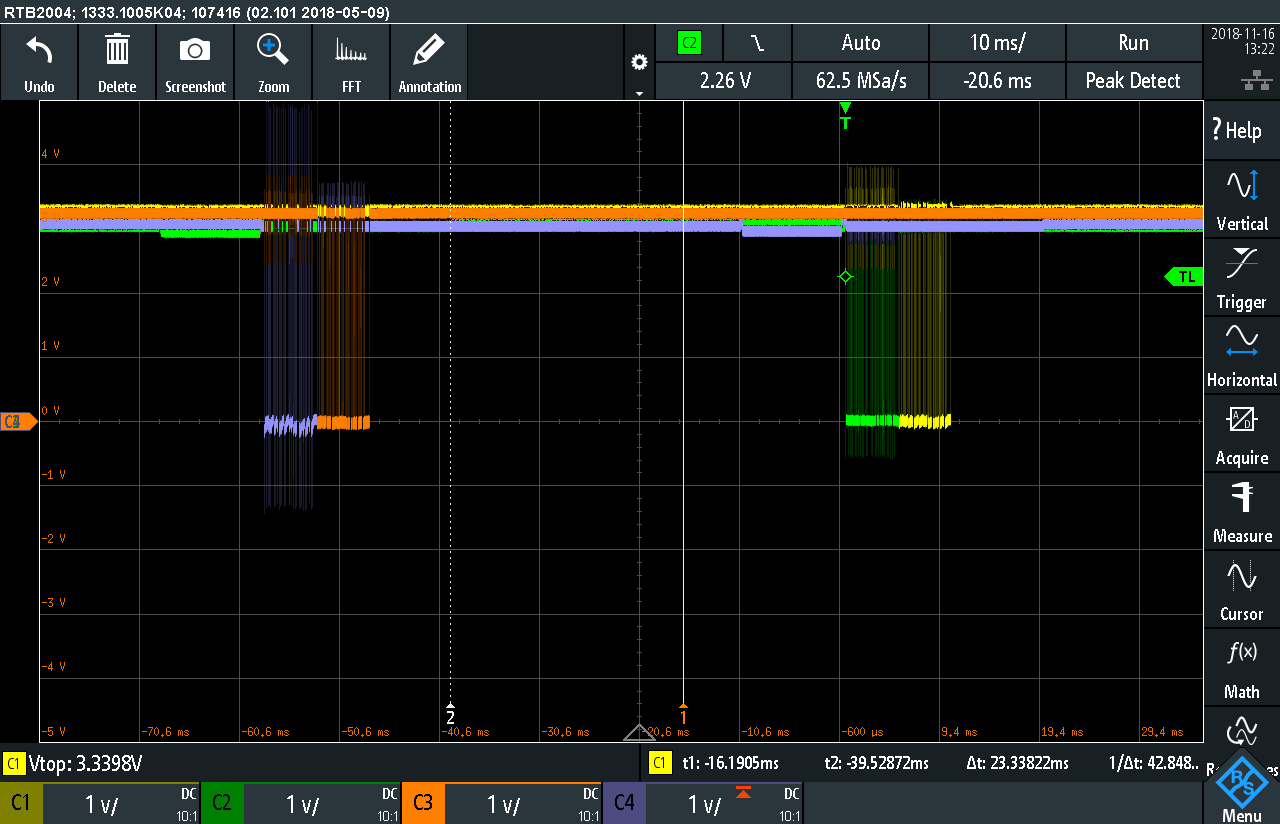 RTB2004; 1333.1005K04; 107416 (02.101 2018-05-09)
Undo
Delete
Screenshot
Zoom
FFT
Annotation
C2
Auto
10 ms/
Run
2.26 V
62.5 MSa/s
-20.6 ms
Peak Detect
2018-11-16
13:22
? Help
Vertical
Trigger
Horizontal
A
D
Acquire
Measure
Cursor
f(x)
Math
R&S
Menu
T
TL
4 V
2 V
1 V
0 V
-1 V
-2 V
-3 V
-4 V
-5 V
2
1
-70.6 ms
-60.6 ms
-50.6 ms
-40.6 ms
-30.6 ms
-20.6 ms
-10.6 ms
-600 µs
9.4 ms
19.4 ms
29.4 ms
C1 Vtop: 3.3398V
C1 t1: -16.1905ms t2: -39.52872ms Δt: 23.33822ms 1/Δt: 42.848..
C1 1 V/ DC 10:1
C2 1 V/ DC 10:1
C3 1 V/ DC 10:1
C4 1 V/ DC 10:1